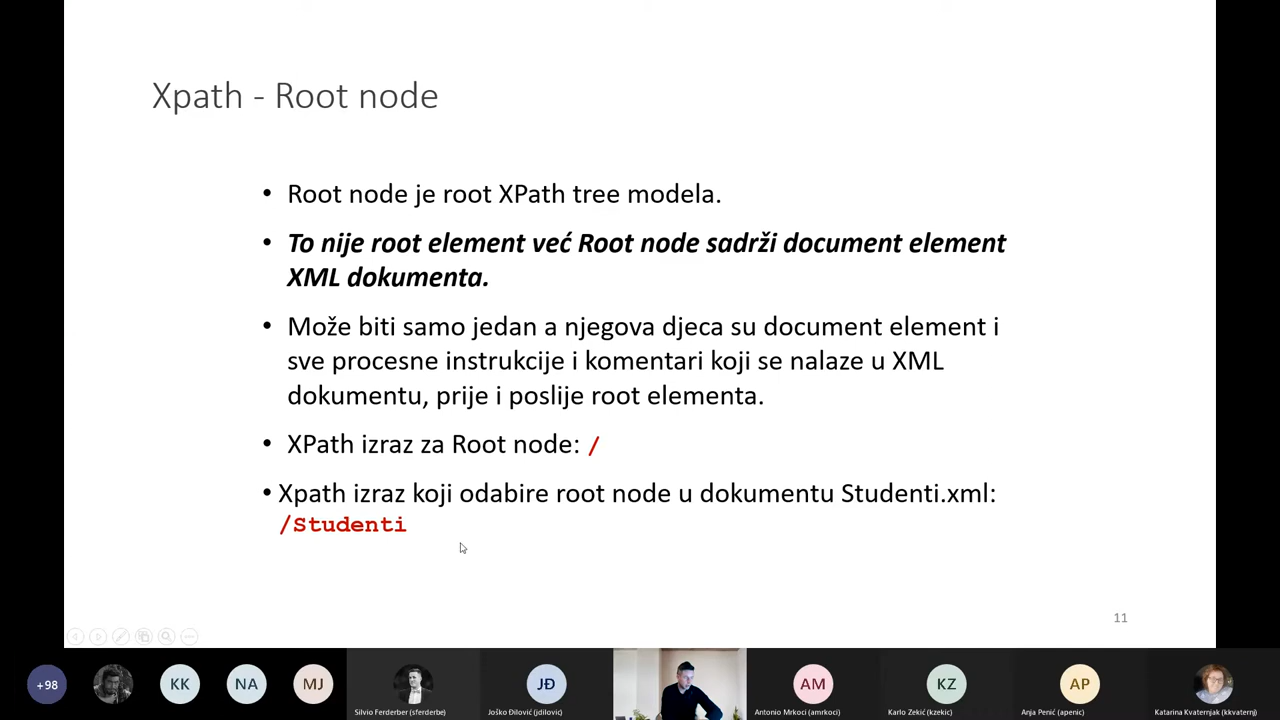 Xpath - Root node
• Root node je root XPath tree modela.
• To nije root element već Root node sadrži document element
XML dokumenta.
• Može biti samo jedan a njegova djeca su document element i
sve procesne instrukcije i komentari koji se nalaze u XML
dokumentu, prije i poslije root elementa.
• XPath izraz za Root node: /
• Xpath izraz koji odabire root node u dokumentu Studenti.xml:
/Studenti
11
+98
KK
NA
MJ
JĐ
AM
KZ
AP
Silvio Ferderber (sferderbe)
Joško Đilović (jdilovic)
Antonio Mrkoci (amrkoci)
Karlo Zekić (kzekic)
Anja Penić (apenic)
Katarina Kvaternjak (kkvaternj)